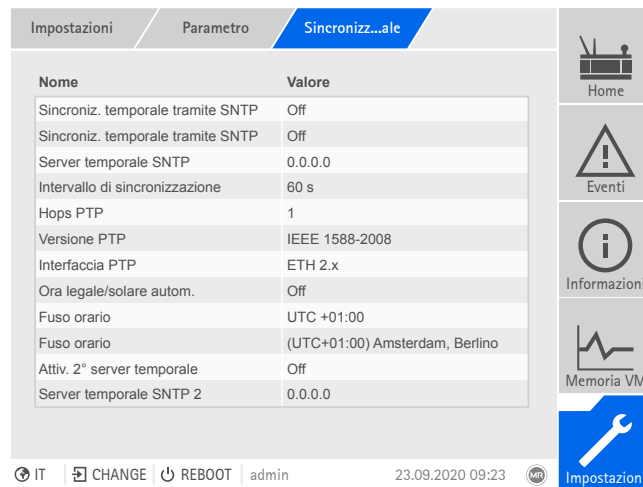 Impostazioni Parametro Sincronizz...ale
Nome Valore
Sincroniz. temporale tramite SNTP Off
Sincroniz. temporale tramite SNTP Off
Server temporale SNTP 0.0.0.0
Intervallo di sincronizzazione 60 s
Hops PTP 1
Versione PTP IEEE 1588-2008
Interfaccia PTP ETH 2.x
Ora legale/solare autom. Off
Fuso orario UTC +01:00
Fuso orario (UTC+01:00) Amsterdam, Berlino
Attiv. 2° server temporale Off
Server temporale SNTP 2 0.0.0.0
Home
Eventi
Informazion
Memoria VM
Impostazion
IT CHANGE REBOOT admin 23.09.2020 09:23 MR